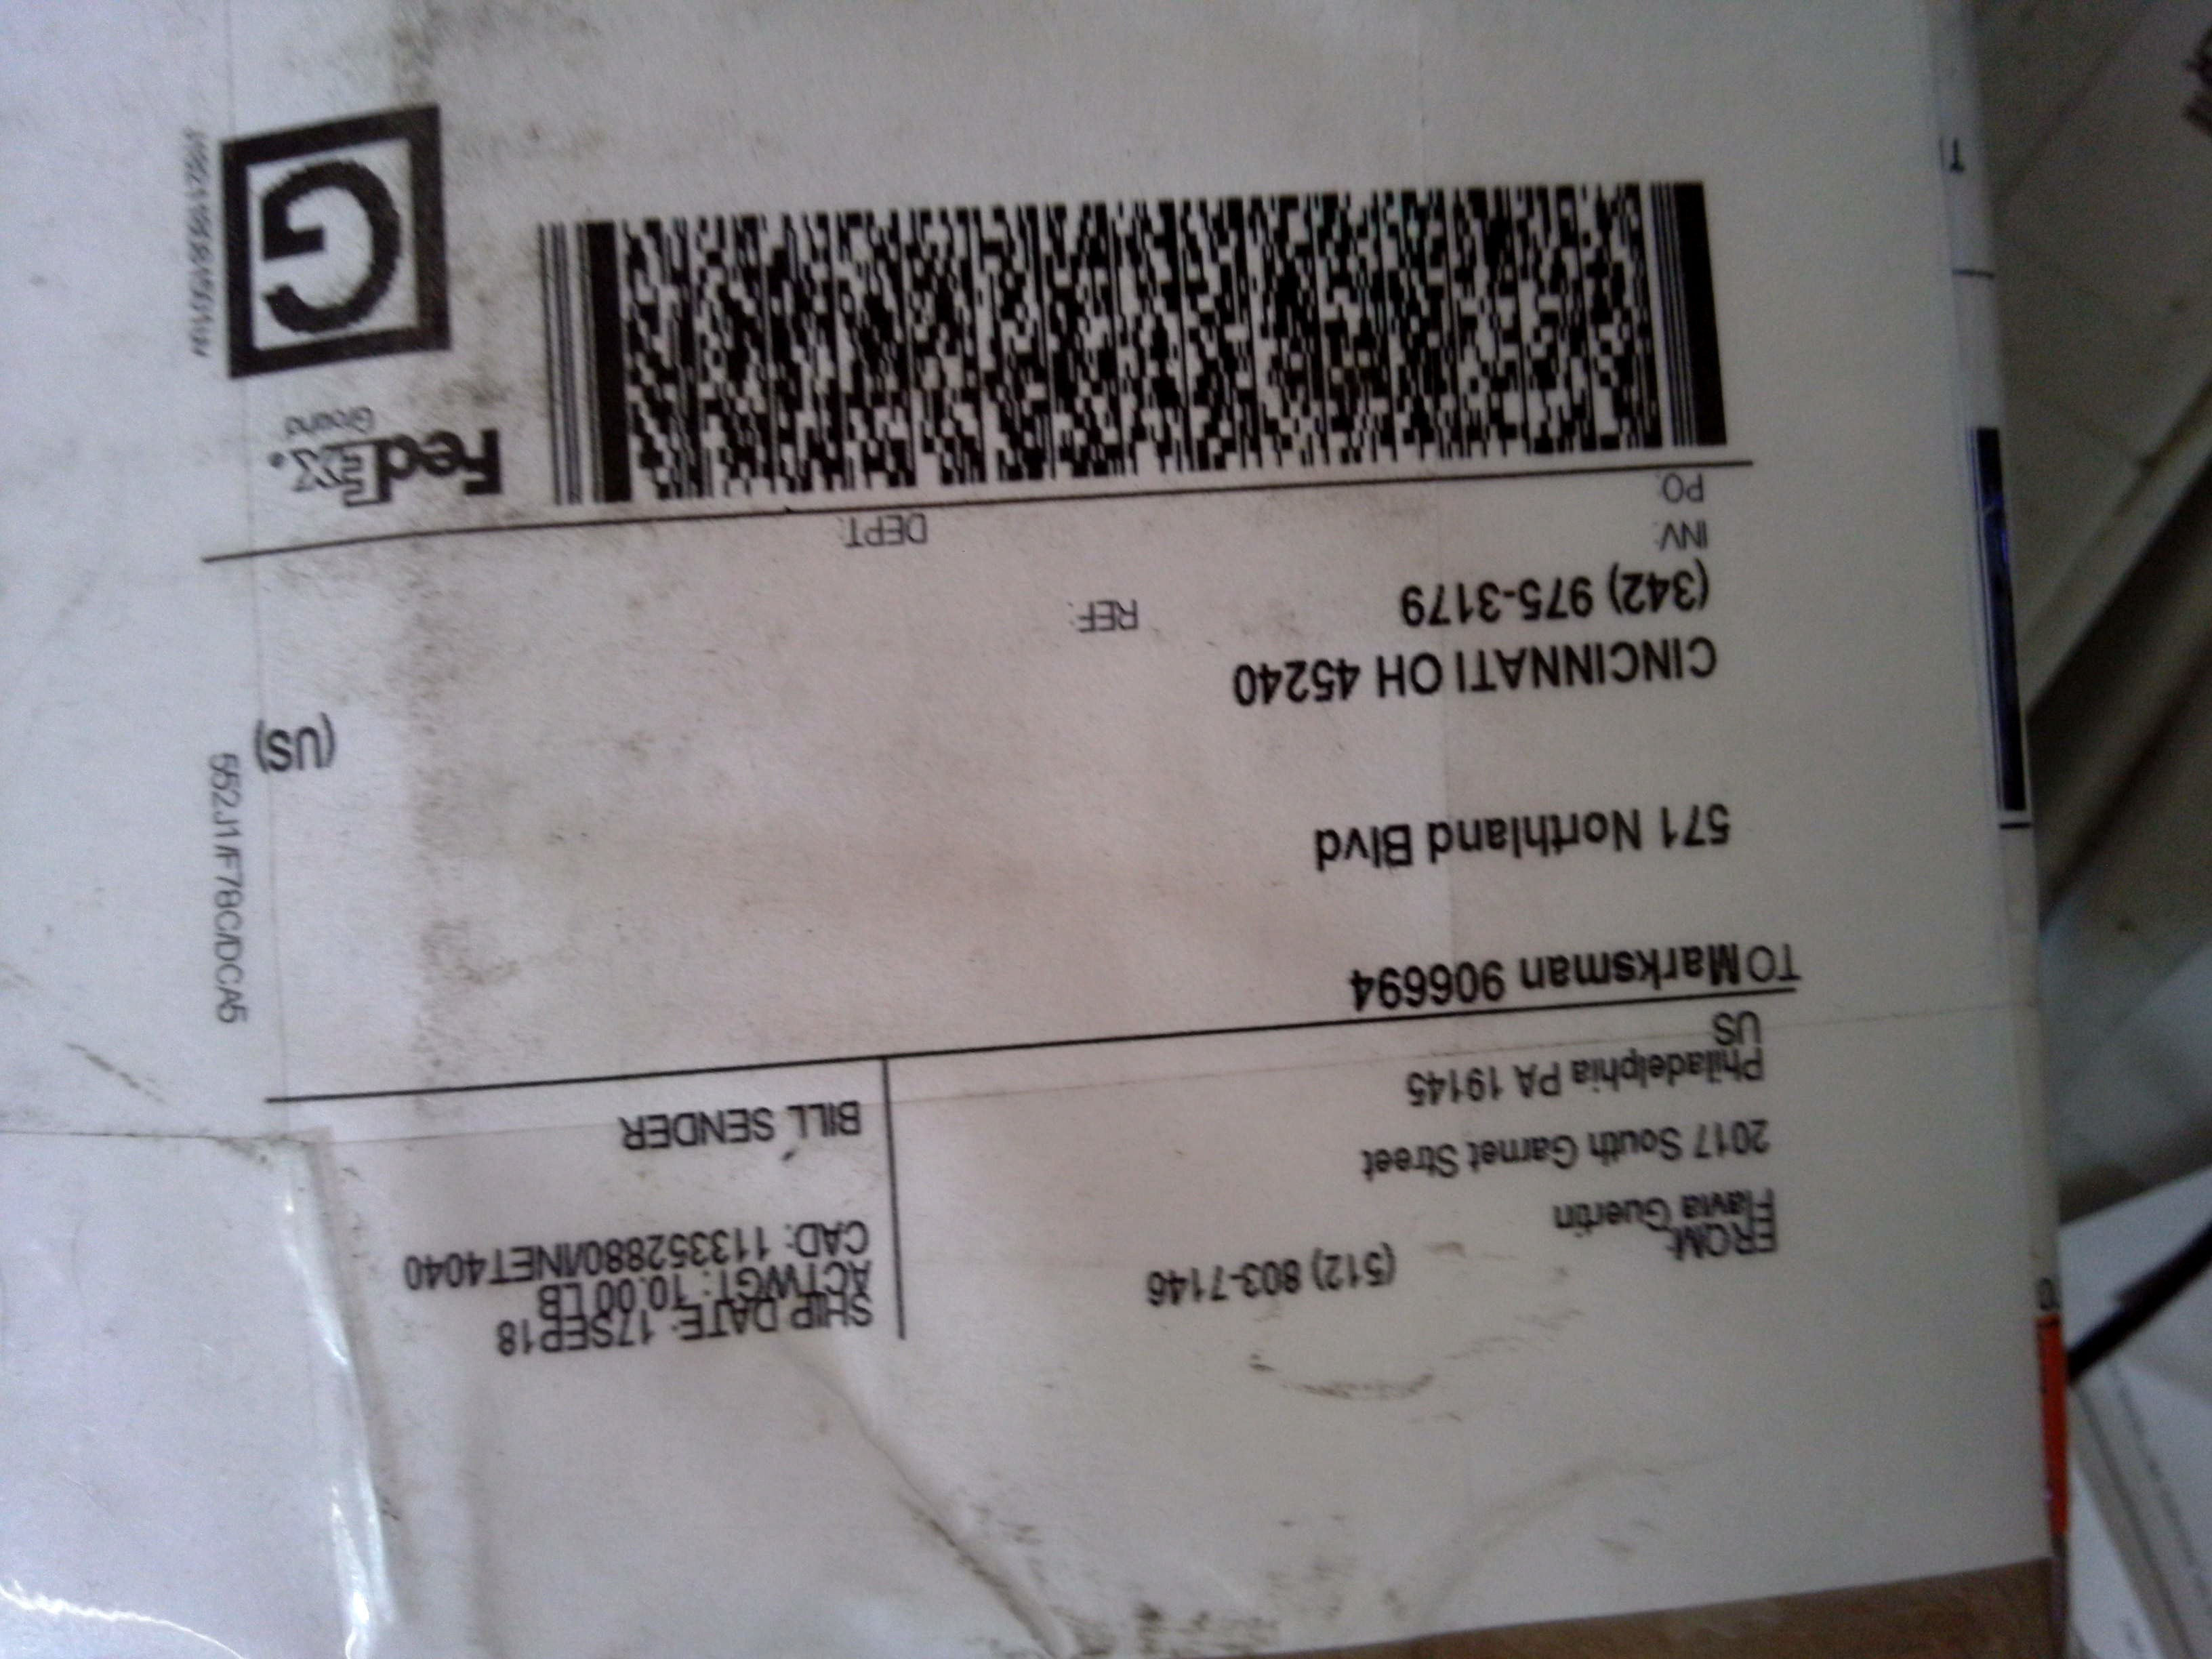 FROM: (512) 803-7146
Flavia Guertin
2017 South Garnet Street
Philadelphia PA 19145
US
SHIP DATE: 17SEP18
ACTWGT: 10.00 LB
CAD: 113352880/INET4040
BILL SENDER
TO Marksman 906694
571 Northland Blvd
CINCINNATI OH 45240
(342) 975-3179
REF:
INV:
PO:
DEPT:
(US)
552J1/F78C/DCA5
FedEx
Ground
G